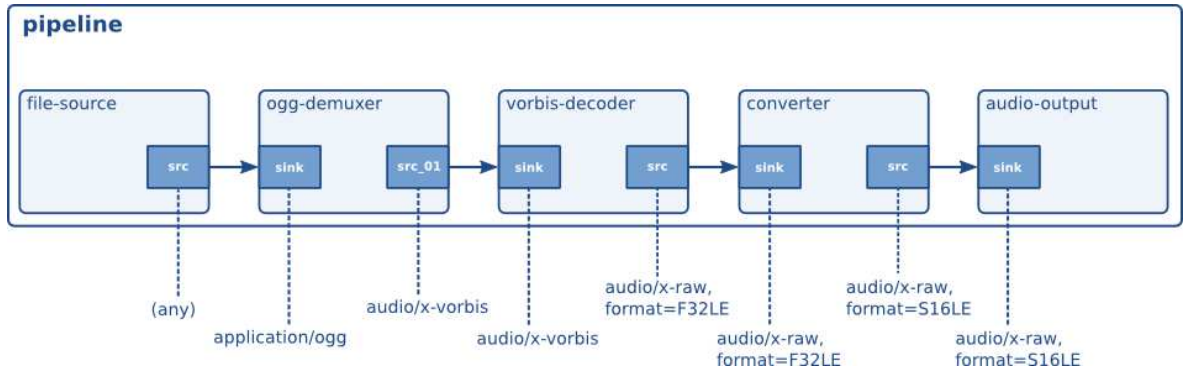 pipeline
file-source
ogg-demuxer
vorbis-decoder
converter
audio-output
src
sink
src_01
sink
src
sink
src
sink
(any)
application/ogg
audio/x-vorbis
audio/x-vorbis
audio/x-raw,
format=F32LE
audio/x-raw,
format=F32LE
audio/x-raw,
format=S16LE
audio/x-raw,
format=S16LE